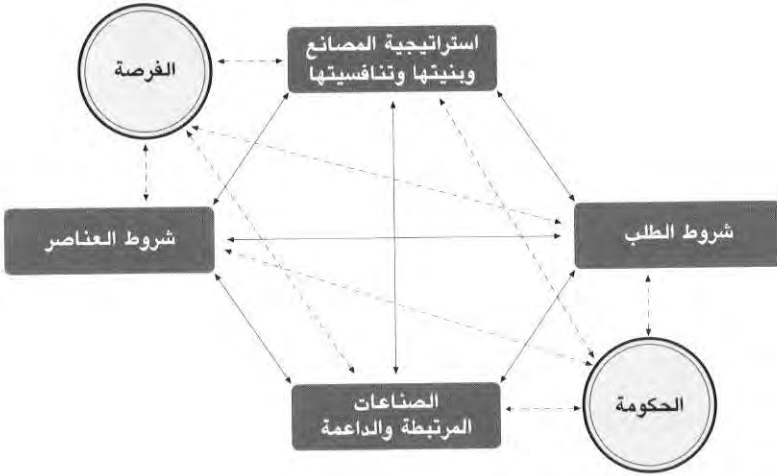 استراتيجية المصانع
وبنيتها وتنافسيتها
الفرصة
شروط الطلب
شروط العناصر
الصناعات
المرتبطة والداعمة
الحكومة